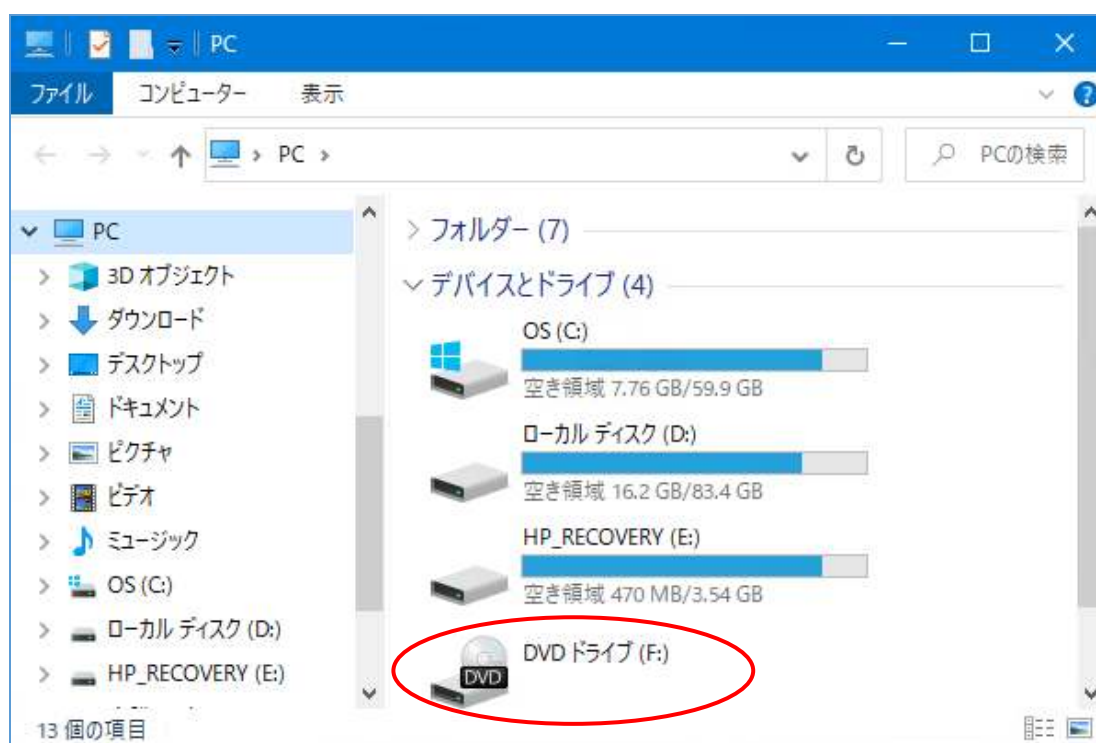 PC
ファイル コンピューター 表示
PC
PCの検索
PC
3D オブジェクト
ダウンロード
デスクトップ
ドキュメント
ピクチャ
ビデオ
ミュージック
OS (C:)
ローカル ディスク (D:)
HP_RECOVERY (E:)
フォルダー (7)
デバイスとドライブ (4)
OS (C:)
空き領域 7.76 GB/59.9 GB
ローカル ディスク (D:)
空き領域 16.2 GB/83.4 GB
HP_RECOVERY (E:)
空き領域 470 MB/3.54 GB
DVD ドライブ (F:)
DVD
13 個の項目